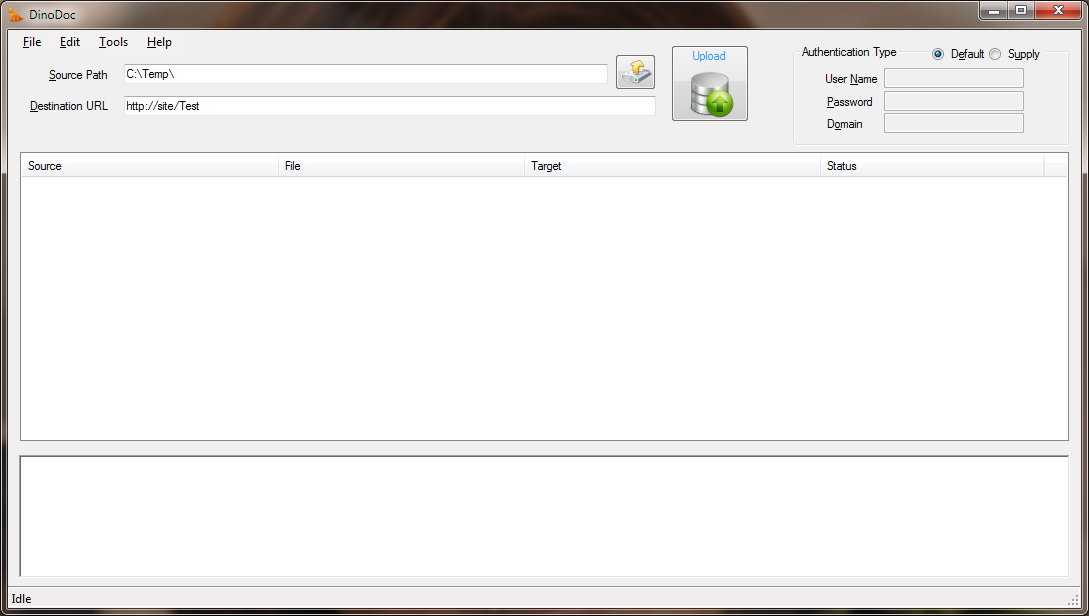 DinoDoc
File Edit Tools Help
Source Path C:\Temp\
Destination URL http://site/Test
Upload
Authentication Type Default Supply
User Name
Password
Domain
Source File Target Status
Idle